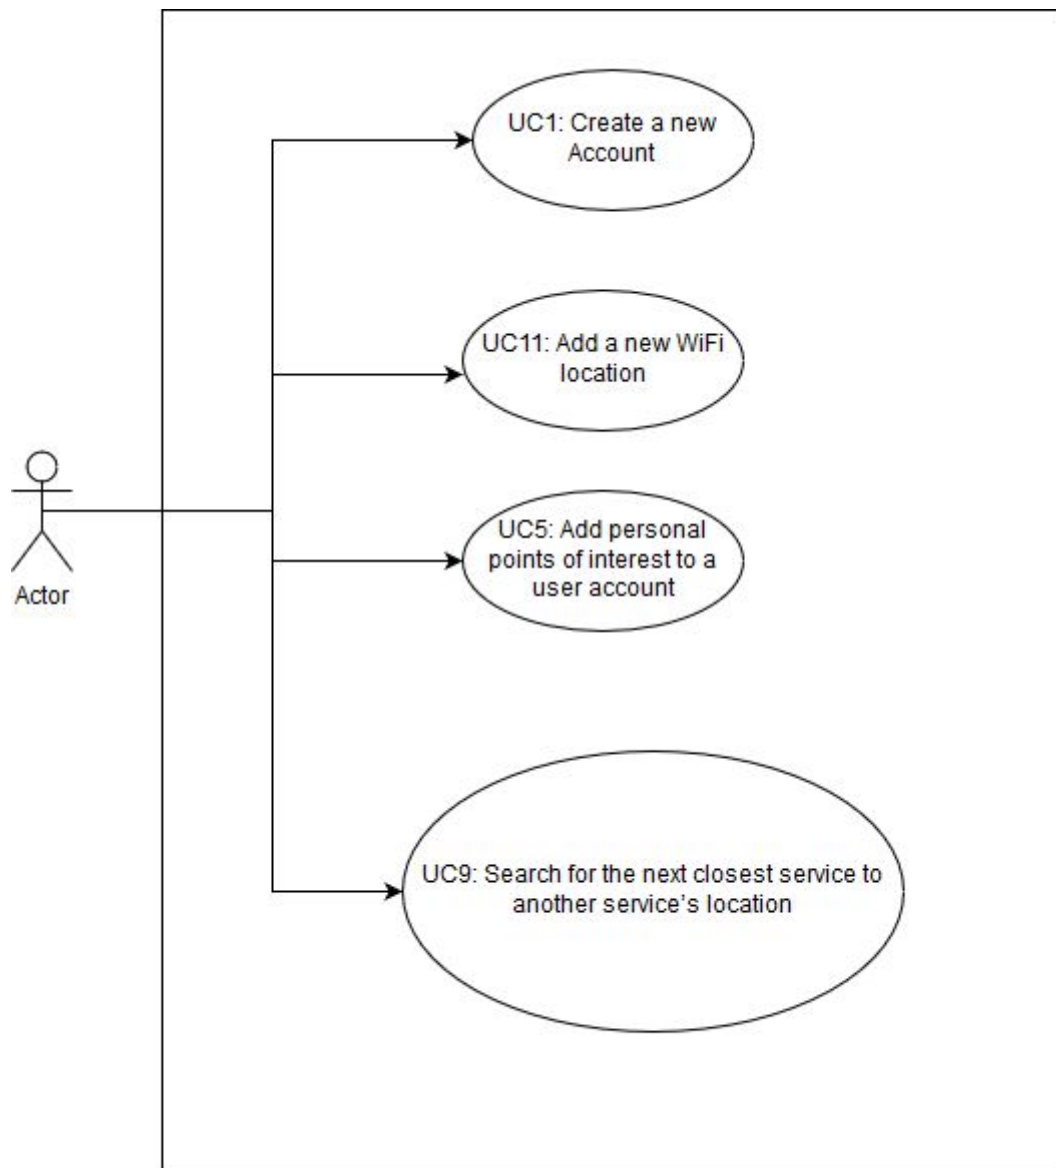 UC1: Create a new
Account
UC11: Add a new WiFi
location
UC5: Add personal
points of interest to a
user account
Actor
UC9: Search for the next closest service to
another service’s location